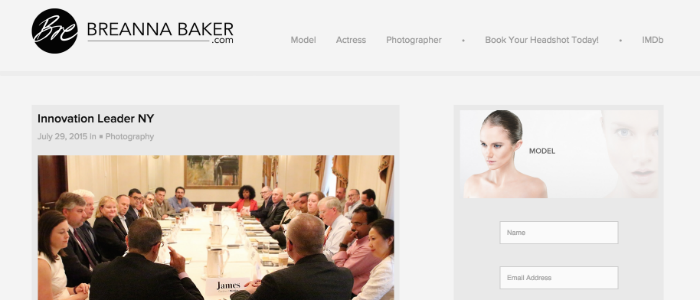 Bre
BREANNA BAKER
.com
Model Actress Photographer • Book Your Headshot Today! • IMDb
Innovation Leader NY
July 29, 2015 in ■ Photography
MODEL
Name
Email Address
James